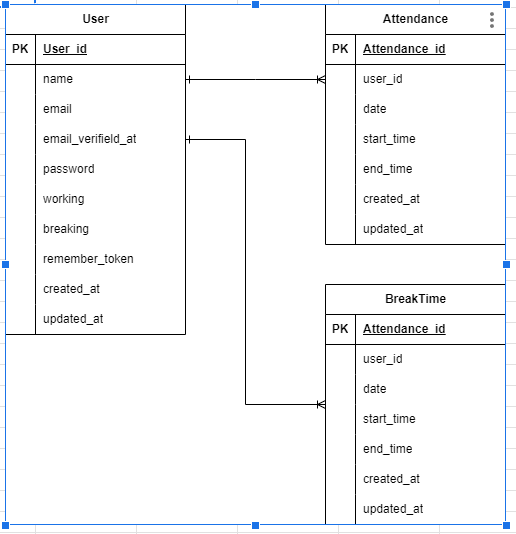 User
PK User_id
name
email
email_verifield_at
password
working
breaking
remember_token
created_at
updated_at
Attendance
PK Attendance_id
user_id
date
start_time
end_time
created_at
updated_at
BreakTime
PK Attendance_id
user_id
date
start_time
end_time
created_at
updated_at